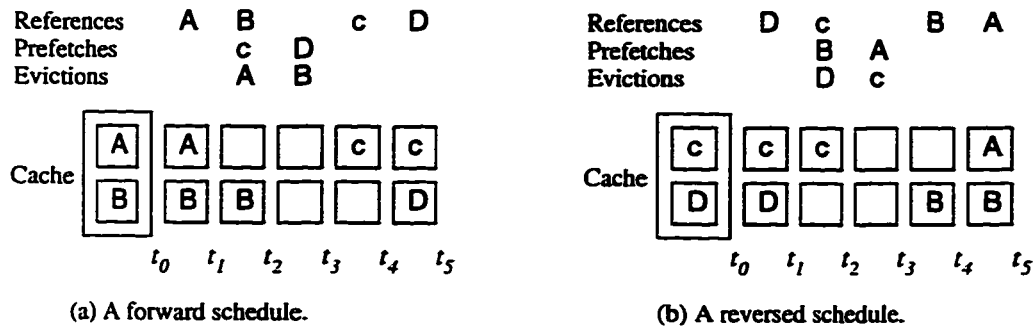 References A B c D
Prefetches c D
Evictions A B
Cache
A A c c
B B B D
t0 t1 t2 t3 t4 t5
(a) A forward schedule.
References D c B A
Prefetches B A
Evictions D c
Cache
c c c A
D D B B
t0 t1 t2 t3 t4 t5
(b) A reversed schedule.